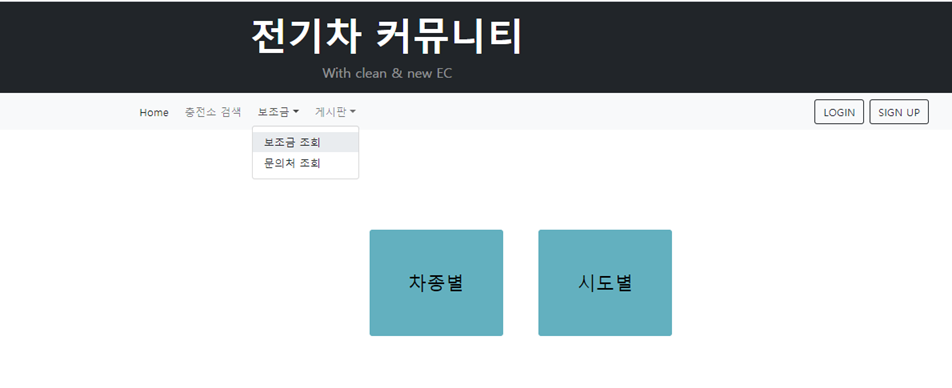 전기차 커뮤니티
With clean & new EC
Home 충전소 검색 보조금 게시판 LOGIN SIGN UP
보조금 조회
문의처 조회
차종별 시도별